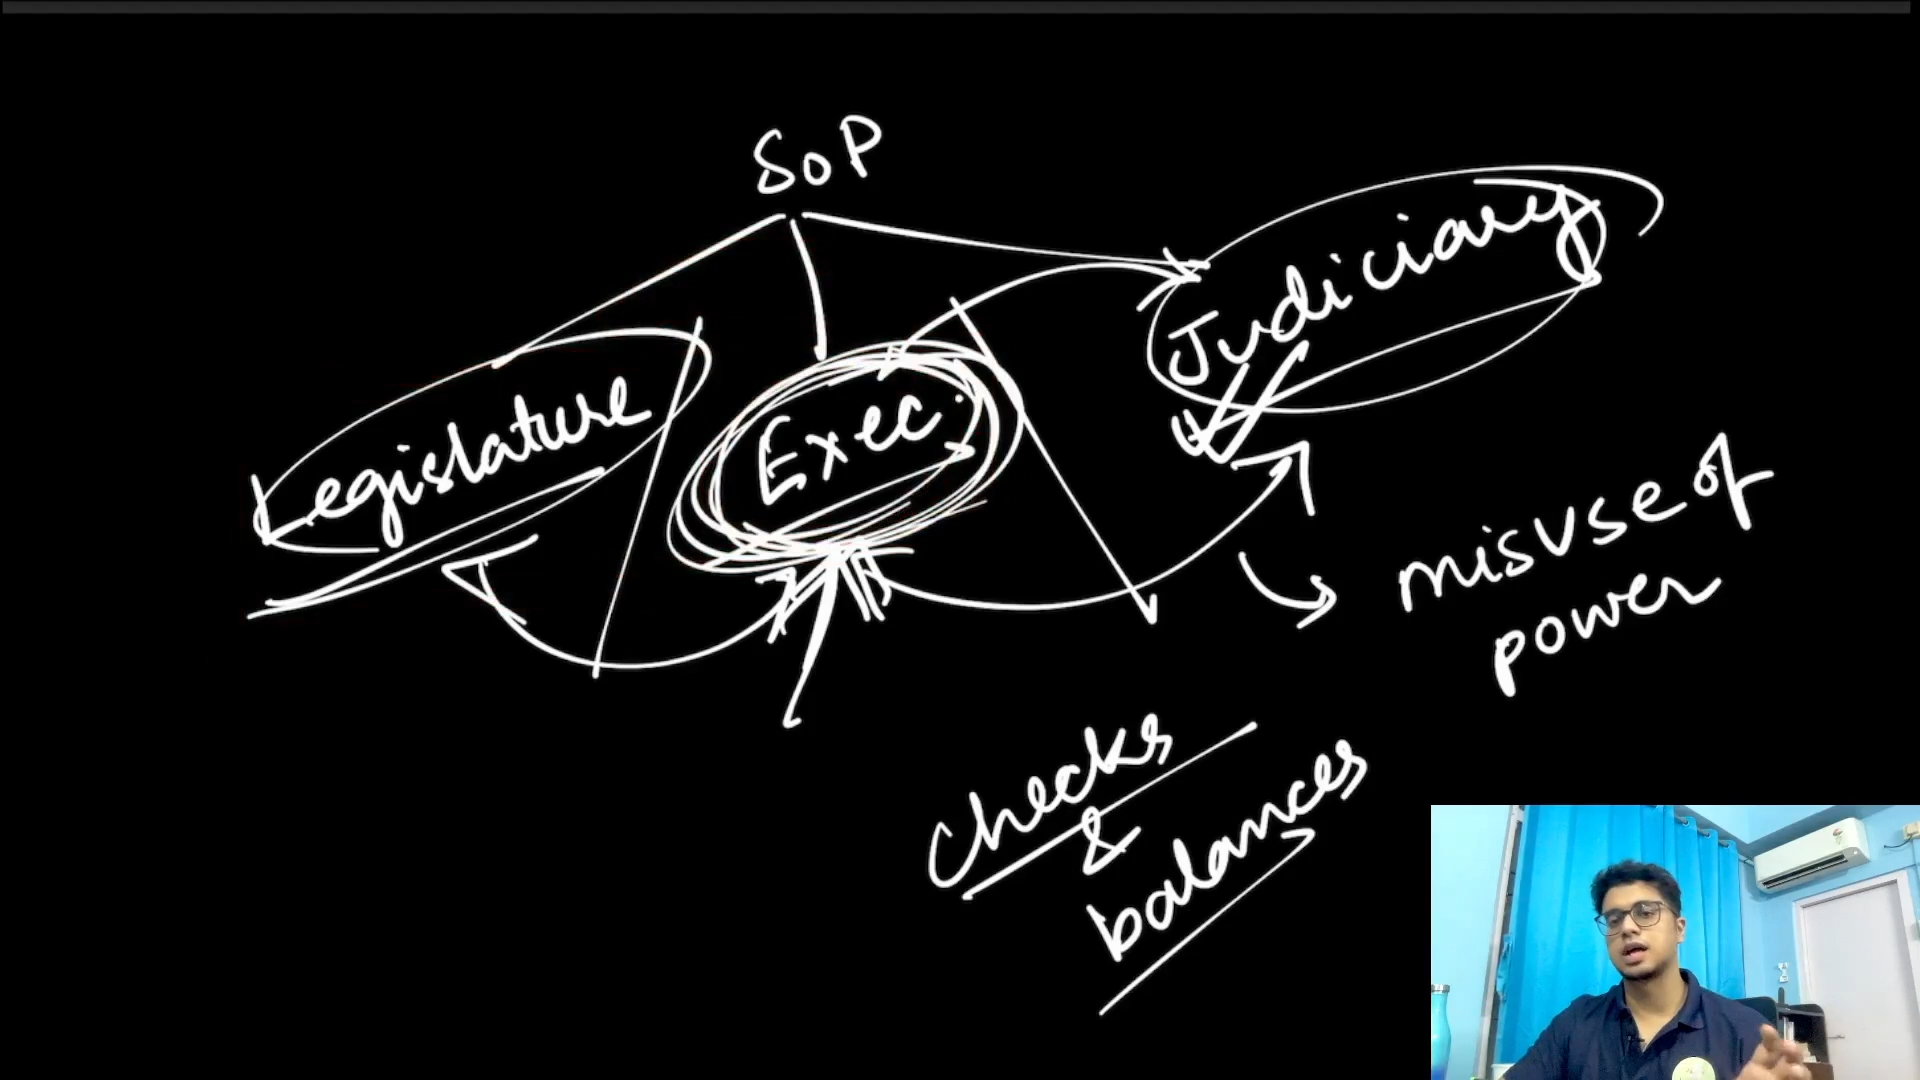 SoP
Judiciary
Legislature
Exec.
misuse of
power
checks
&
balances